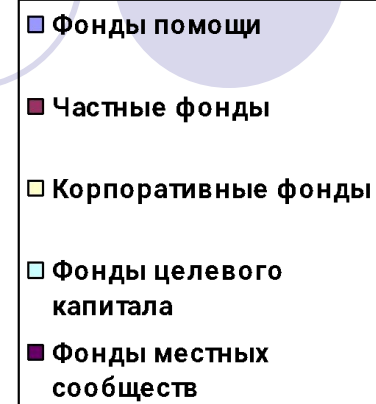 Фонды помощи
Частные фонды
Корпоративные фонды
Фонды целевого
капитала
Фонды местных
сообществ